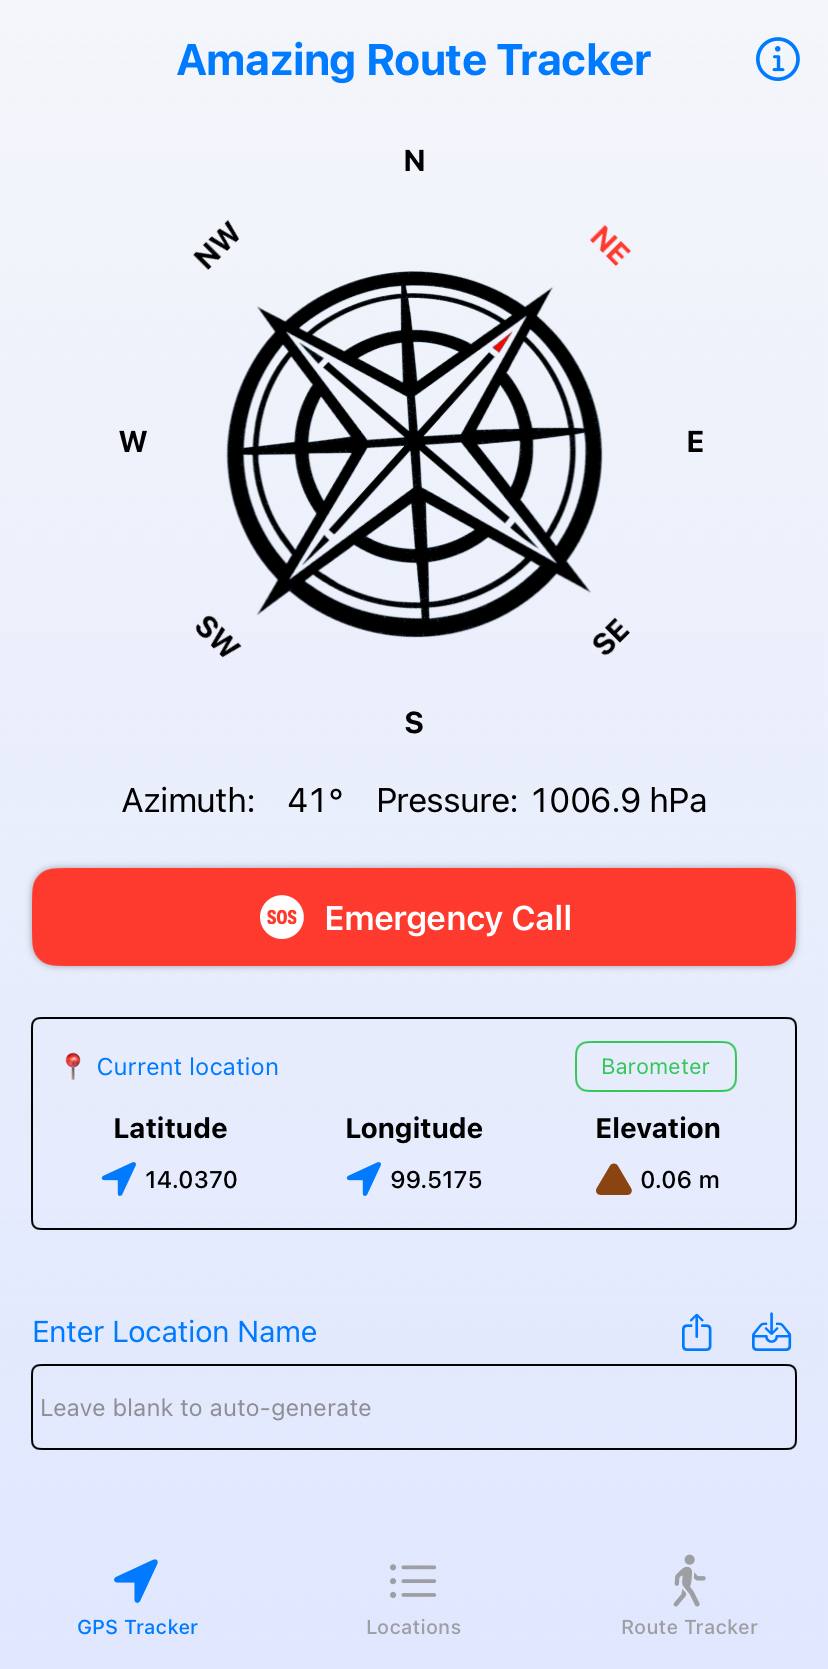 Amazing Route Tracker
N
NW
NE
W
E
SW
SE
S
Azimuth: 41° Pressure: 1006.9 hPa
SOS Emergency Call
Current location Barometer
Latitude Longitude Elevation
14.0370 99.5175 0.06 m
Enter Location Name
Leave blank to auto-generate
GPS Tracker Locations Route Tracker